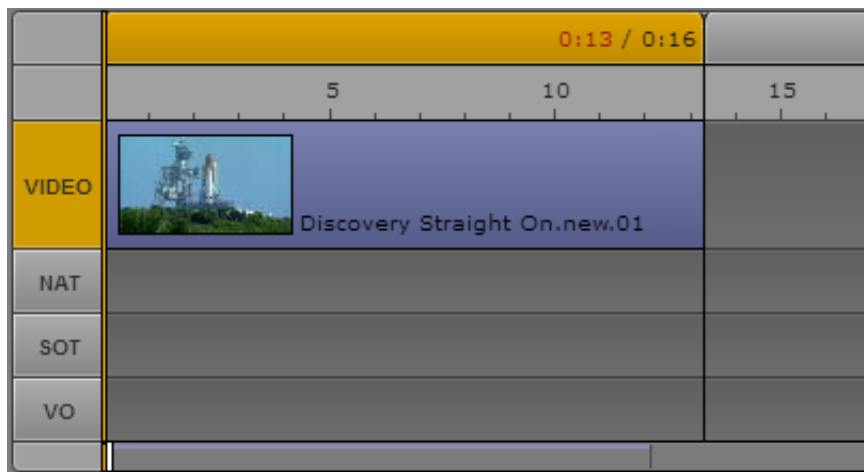 0:13 / 0:16
5 10 15
VIDEO
Discovery Straight On.new.01
NAT
SOT
VO